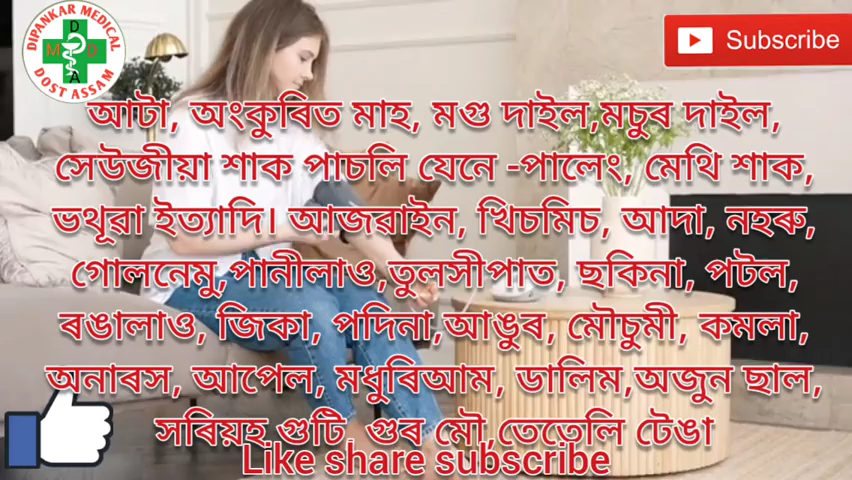 DIPANKAR MEDICAL
DOST ASSAM
D
M D
A
Subscribe
আটা, অংকুৰিত মাহ, মগু দাইল,মচুৰ দাইল,
সেউজীয়া শাক পাচলি যেনে -পালেং, মেথি শাক,
ভথূৱা ইত্যাদি। আজৱাইন, খিচমিচ, আদা, নহৰু,
গোলনেমু,পানীলাও,তুলসীপাত, ছকিনা, পটল,
ৰঙালাও, জিকা, পদিনা,আঙুৰ, মৌচুমী, কমলা,
অনাৰস, আপেল, মধুৰিআম, ডালিম,অজুন ছাল,
সৰিয়হ গুটি, গুৰ মৌ,তেতেলি টেঙা
Like share subscribe